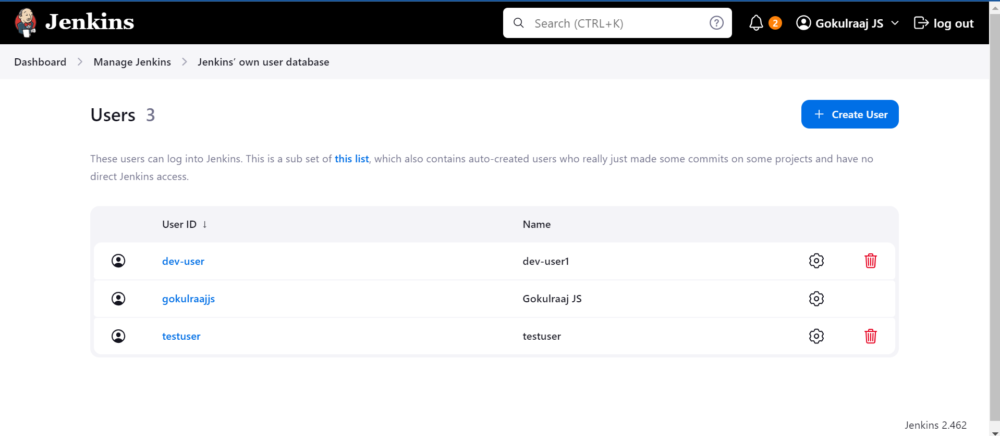 Jenkins
Search (CTRL+K)
2
Gokulraaj JS
log out
Dashboard
Manage Jenkins
Jenkins’ own user database
Users 3
Create User
These users can log into Jenkins. This is a sub set of this list, which also contains auto-created users who really just made some commits on some projects and have no
direct Jenkins access.
User ID ↓ Name
dev-user dev-user1
gokulraajjs Gokulraaj JS
testuser testuser
Jenkins 2.462